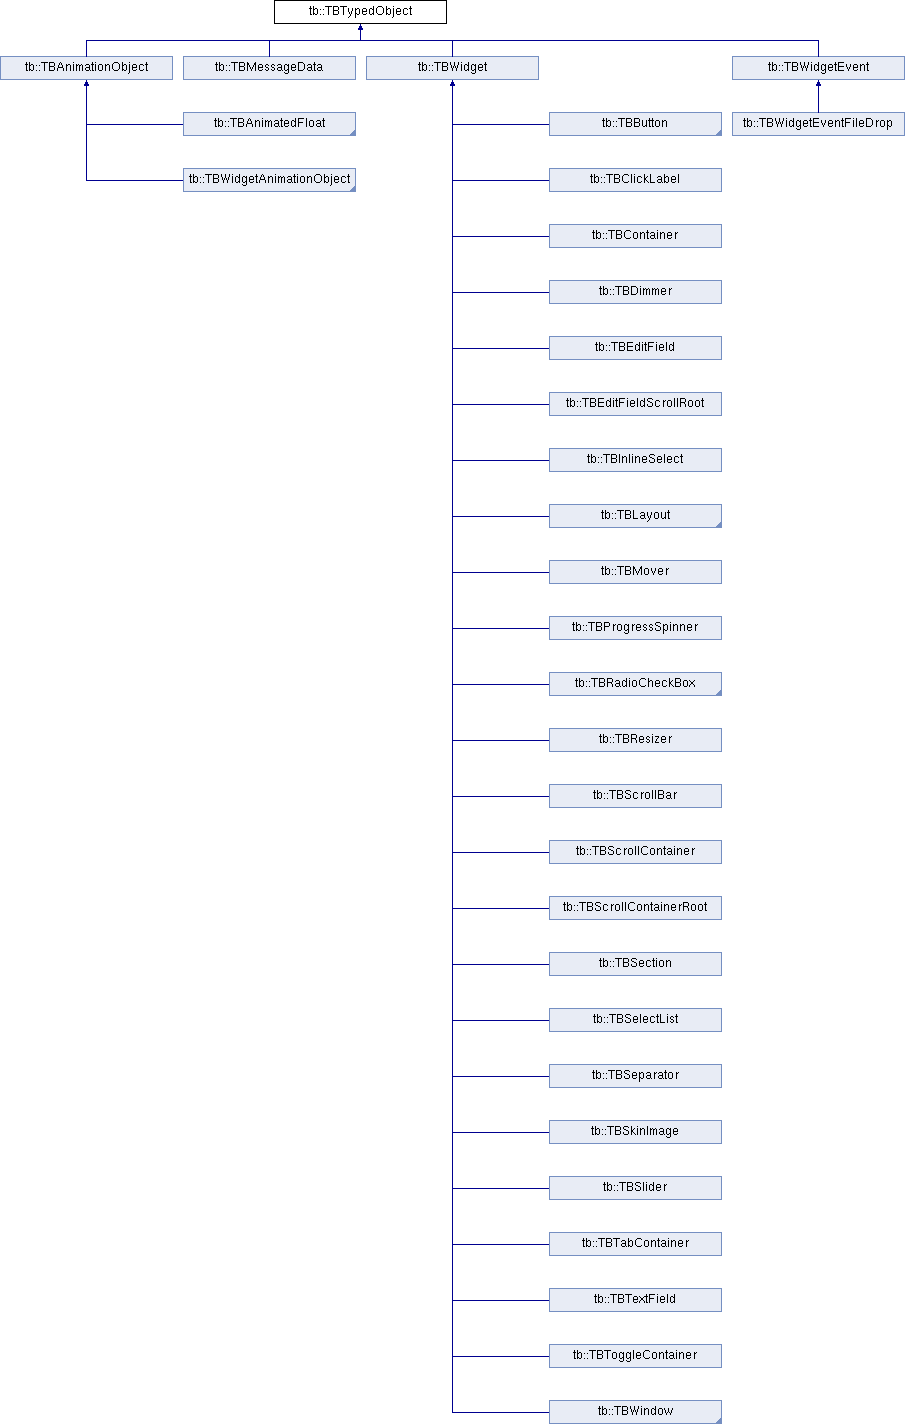 tb::TBTypedObject
tb::TBAnimationObject
tb::TBMessageData
tb::TBWidget
tb::TBWidgetEvent
tb::TBAnimatedFloat
tb::TBButton
tb::TBWidgetEventFileDrop
tb::TBWidgetAnimationObject
tb::TBClickLabel
tb::TBContainer
tb::TBDimmer
tb::TBEditField
tb::TBEditFieldScrollRoot
tb::TBInlineSelect
tb::TBLayout
tb::TBMover
tb::TBProgressSpinner
tb::TBRadioCheckBox
tb::TBResizer
tb::TBScrollBar
tb::TBScrollContainer
tb::TBScrollContainerRoot
tb::TBSection
tb::TBSelectList
tb::TBSeparator
tb::TBSkinImage
tb::TBSlider
tb::TBTabContainer
tb::TBTextField
tb::TBToggleContainer
tb::TBWindow